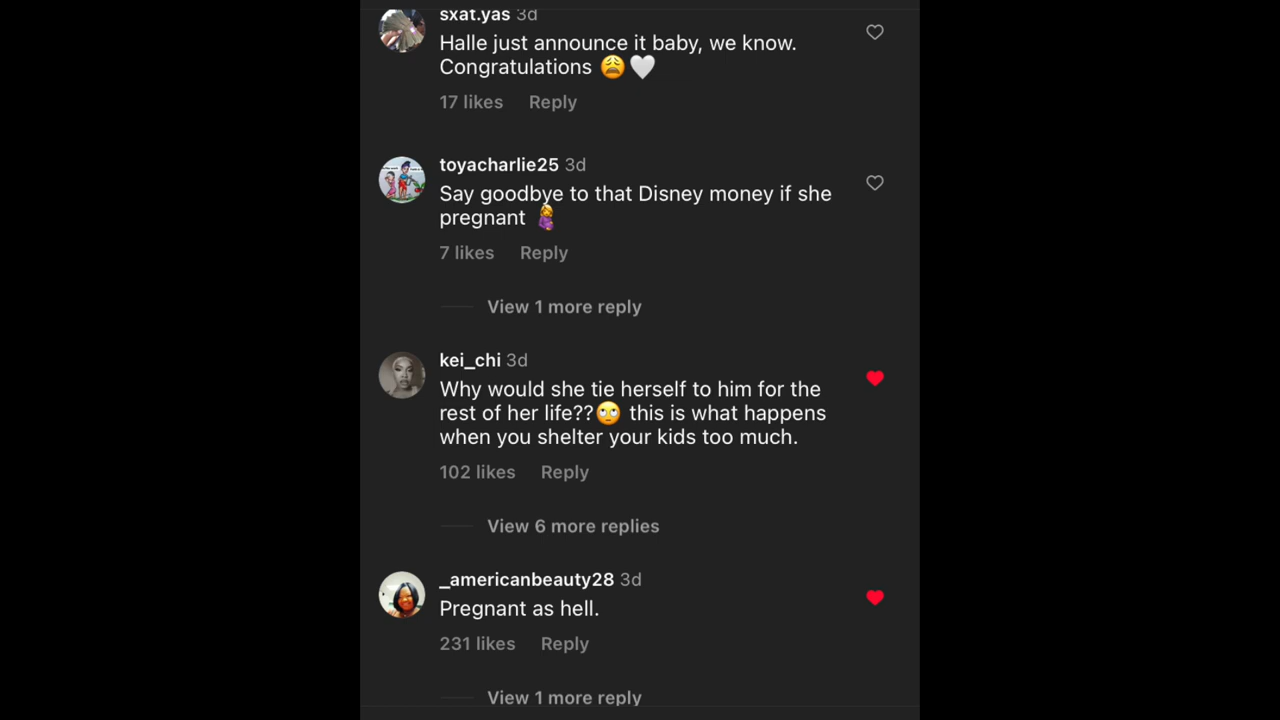 sxat.yas 3d
Halle just announce it baby, we know.
Congratulations 😩🤍
17 likes Reply
toyacharlie25 3d
Say goodbye to that Disney money if she
pregnant 🫄
7 likes Reply
View 1 more reply
kei_chi 3d
Why would she tie herself to him for the
rest of her life??🙄 this is what happens
when you shelter your kids too much.
102 likes Reply
View 6 more replies
_americanbeauty28 3d
Pregnant as hell.
231 likes Reply
View 1 more reply